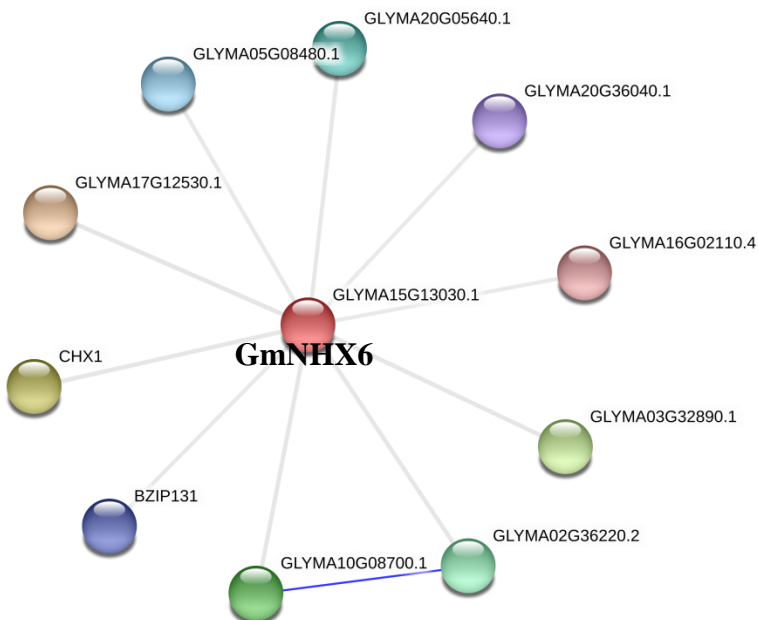 GLYMA20G05640.1
GLYMA05G08480.1
GLYMA20G36040.1
GLYMA17G12530.1
GLYMA16G02110.4
GLYMA15G13030.1
GmNHX6
CHX1
GLYMA03G32890.1
BZIP131
GLYMA02G36220.2
GLYMA10G08700.1